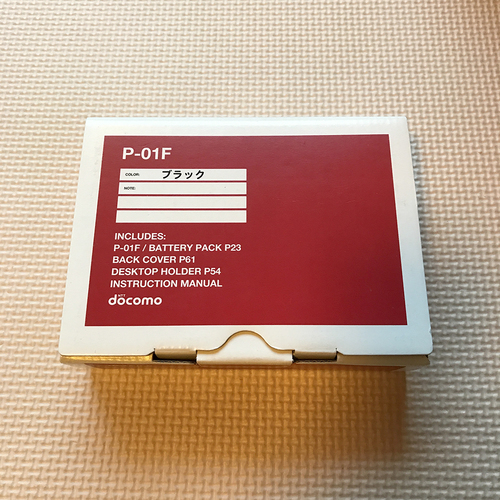 P-01F
COLOR: ブラック
NOTE:
INCLUDES:
P-01F / BATTERY PACK P23
BACK COVER P61
DESKTOP HOLDER P54
INSTRUCTION MANUAL
NTT
docomo